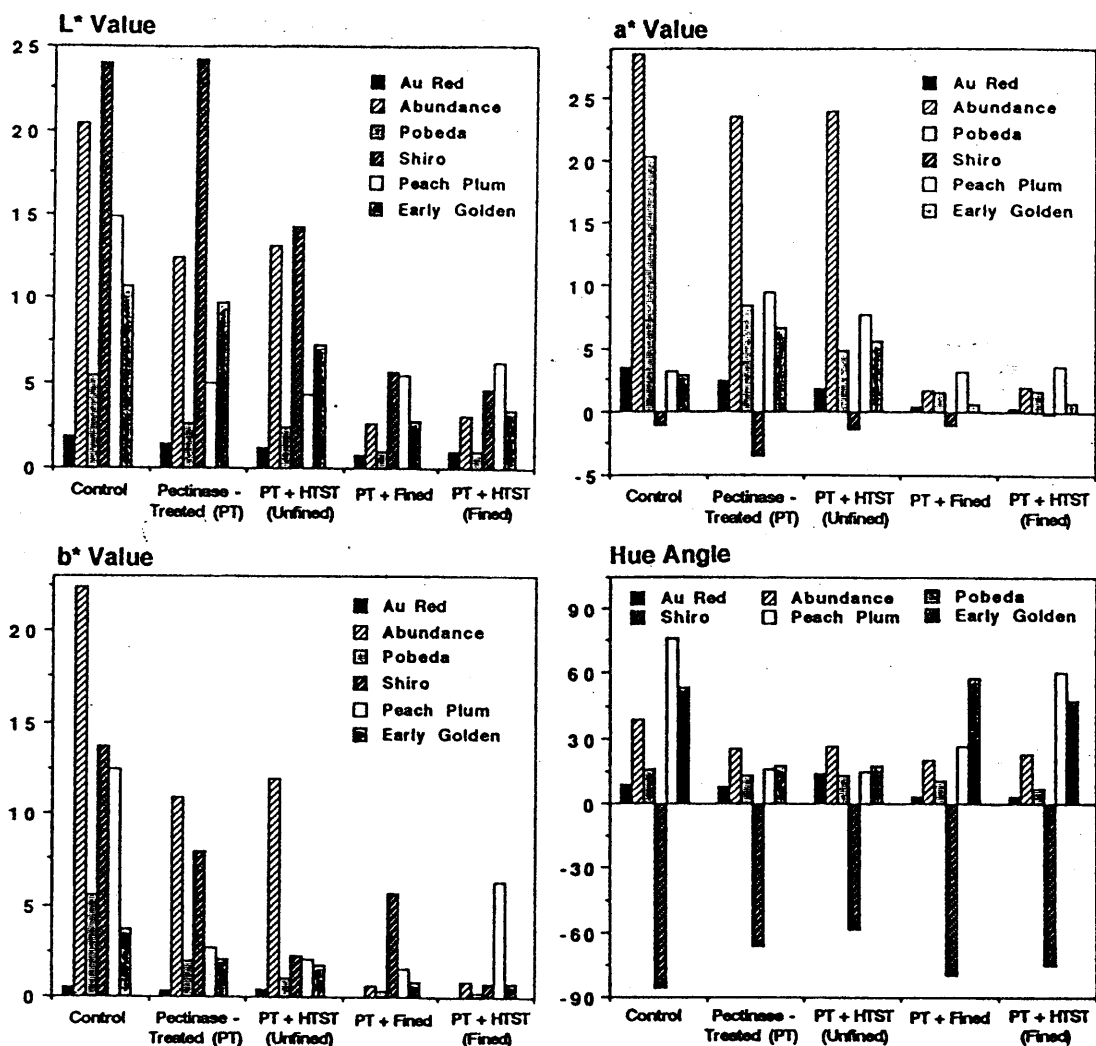 L* Value
25
20
15
10
5
0
Au Red
Abundance
Pobeda
Shiro
Peach Plum
Early Golden
Control
Pectinase -
Treated (PT)
PT + HTST
(Unfined)
PT + Fined
PT + HTST
(Fined)
a* Value
25
20
15
10
5
0
-5
Au Red
Abundance
Pobeda
Shiro
Peach Plum
Early Golden
Control
Pectinase -
Treated (PT)
PT + HTST
(Unfined)
PT + Fined
PT + HTST
(Fined)
b* Value
20
15
10
5
0
Au Red
Abundance
Pobeda
Shiro
Peach Plum
Early Golden
Control
Pectinase -
Treated (PT)
PT + HTST
(Unfined)
PT + Fined
PT + HTST
(Fined)
Hue Angle
90
60
30
0
-30
-60
-90
Au Red Abundance Pobeda
Shiro Peach Plum Early Golden
Control
Pectinase -
Treated (PT)
PT + HTST
(Unfined)
PT + Fined
PT + HTST
(Fined)